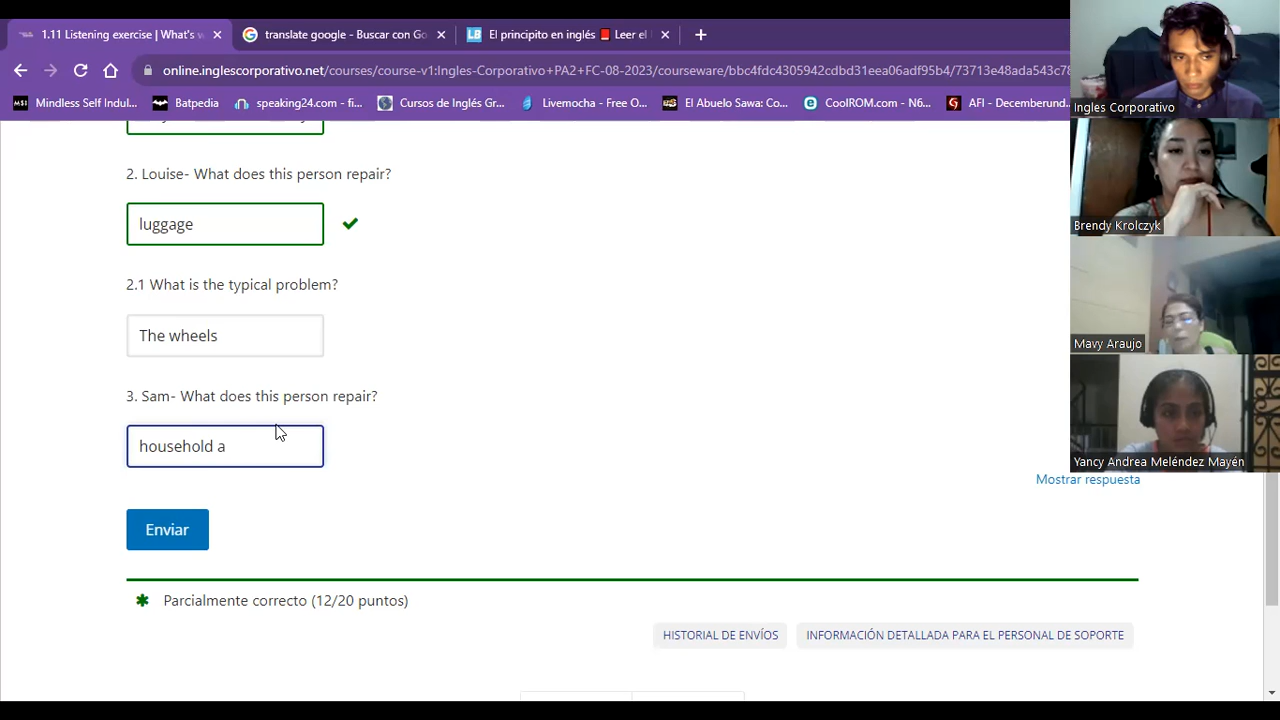 1.11 Listening exercise | What's w
translate google - Buscar con Go
El principito en inglés 📕 Leer el
online.inglescorporativo.net/courses/course-v1:Ingles-Corporativo+PA2+FC-08-2023/courseware/bbc4fdc4305942cdbd31eea06adf95b4/73713e48ada543c78
Mindless Self Indul...
Batpedia
speaking24.com - fi...
Cursos de Inglés Gr...
Livemocha - Free O...
El Abuelo Sawa: Co...
CoolROM.com - N6...
AFI - Decemberund...
Ingles Corporativo
Brendy Krolczyk
Mavy Araujo
Yancy Andrea Meléndez Mayén
2. Louise- What does this person repair?
luggage
2.1 What is the typical problem?
The wheels
3. Sam- What does this person repair?
household a
Mostrar respuesta
Enviar
Parcialmente correcto (12/20 puntos)
HISTORIAL DE ENVÍOS
INFORMACIÓN DETALLADA PARA EL PERSONAL DE SOPORTE